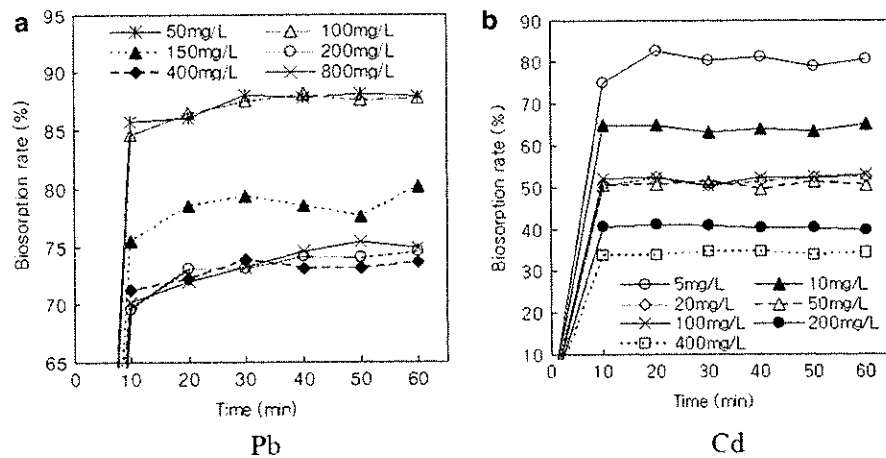 a
95
90
85
80
75
70
65
Biosorption rate (%)
50mg/L 100mg/L
150mg/L 200mg/L
400mg/L 800mg/L
0 10 20 30 40 50 60
Time (min)
Pb
b
90
80
70
60
50
40
30
20
10
Biosorption rate (%)
5mg/L 10mg/L
20mg/L 50mg/L
100mg/L 200mg/L
400mg/L
0 10 20 30 40 50 60
Time (min)
Cd